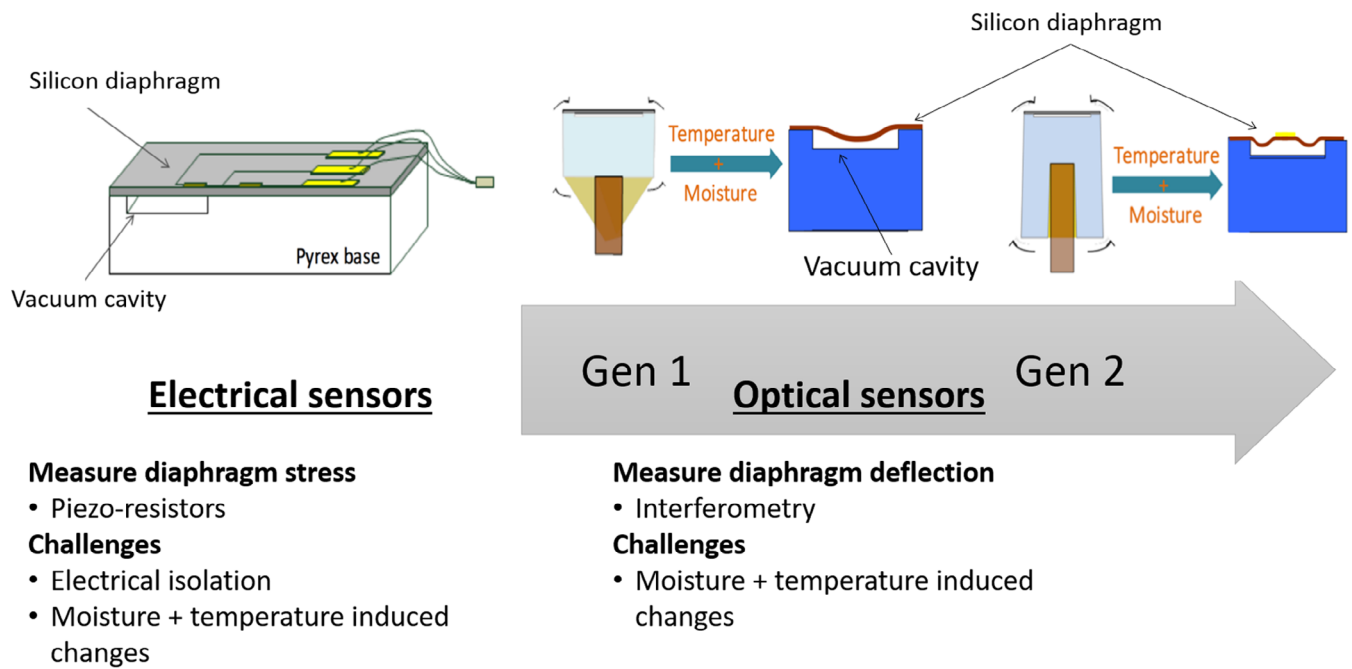 Silicon diaphragm
Pyrex base
Vacuum cavity
Silicon diaphragm
Temperature
+
Moisture
Vacuum cavity
Temperature
+
Moisture
Gen 1
Gen 2
Electrical sensors
Optical sensors
Measure diaphragm stress
• Piezo-resistors
Challenges
• Electrical isolation
• Moisture + temperature induced
changes
Measure diaphragm deflection
• Interferometry
Challenges
• Moisture + temperature induced
changes